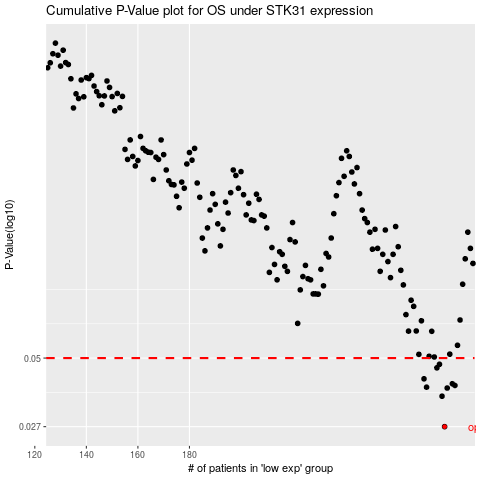 Cumulative P-Value plot for OS under STK31 expression
P-Value(log10)
0.05
0.027
op
120 140 160 180
# of patients in 'low exp' group